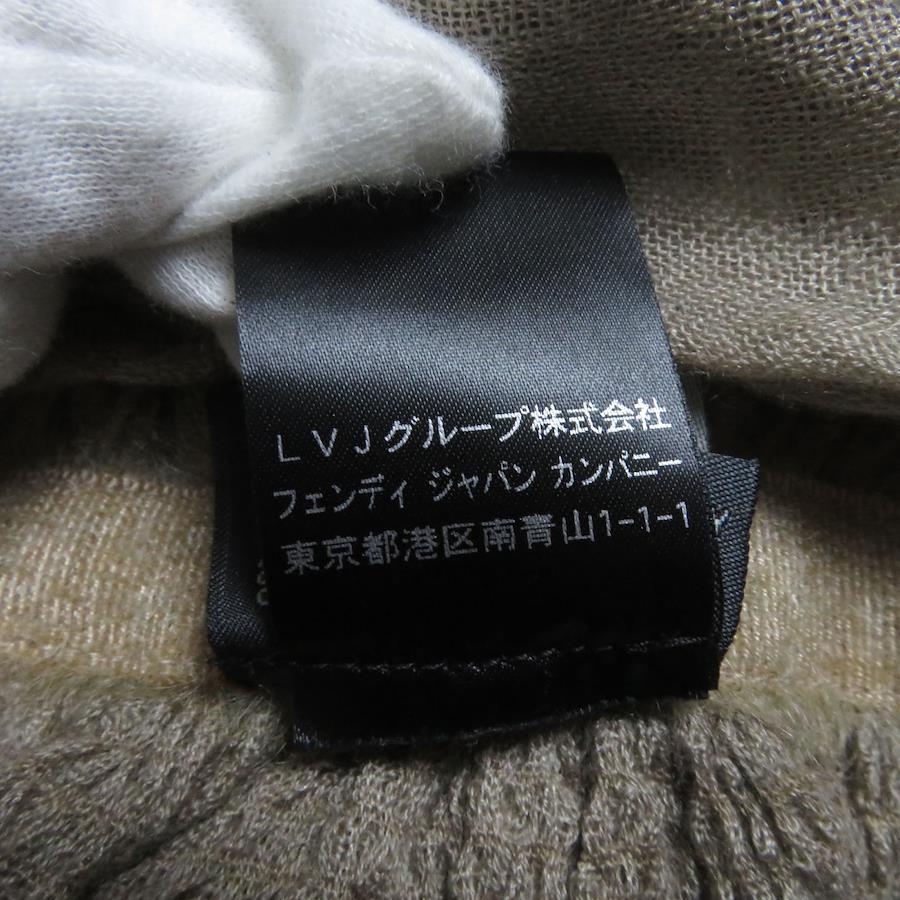 ＬＶＪグループ株式会社
フェンディ ジャパン カンパニー
東京都港区南青山1-1-1